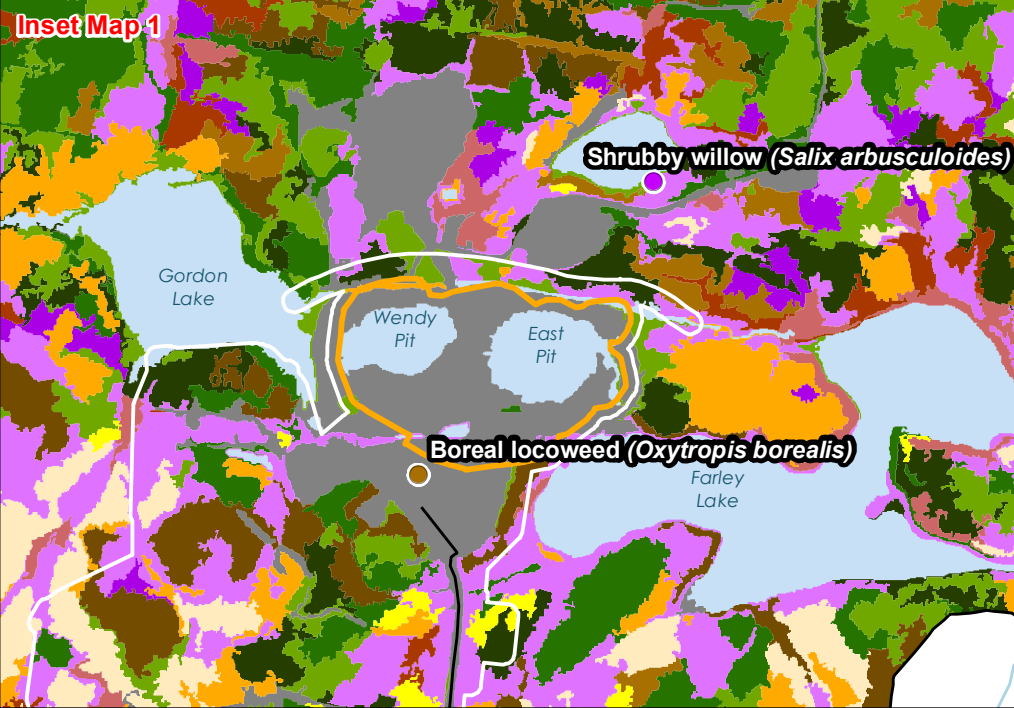 Inset Map 1
Shrubby willow (Salix arbusculoides)
Gordon
Lake
Wendy
Pit
East
Pit
Boreal locoweed (Oxytropis borealis)
Farley
Lake